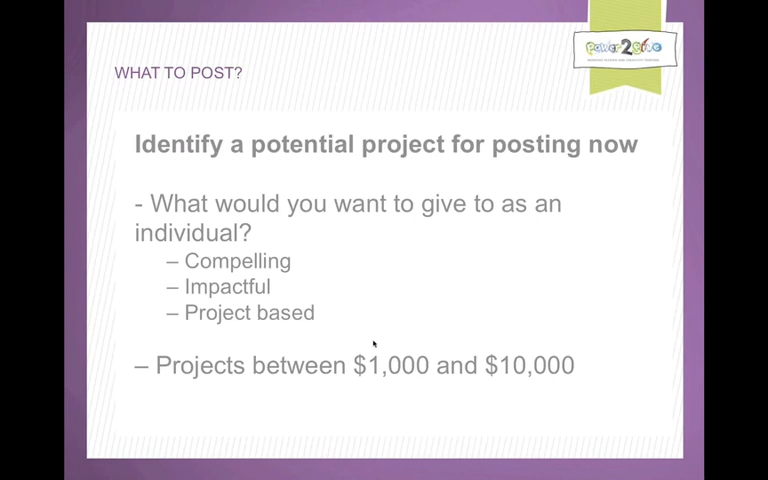 power2give
WHAT TO POST?
Identify a potential project for posting now
- What would you want to give to as an
individual?
– Compelling
– Impactful
– Project based
– Projects between $1,000 and $10,000